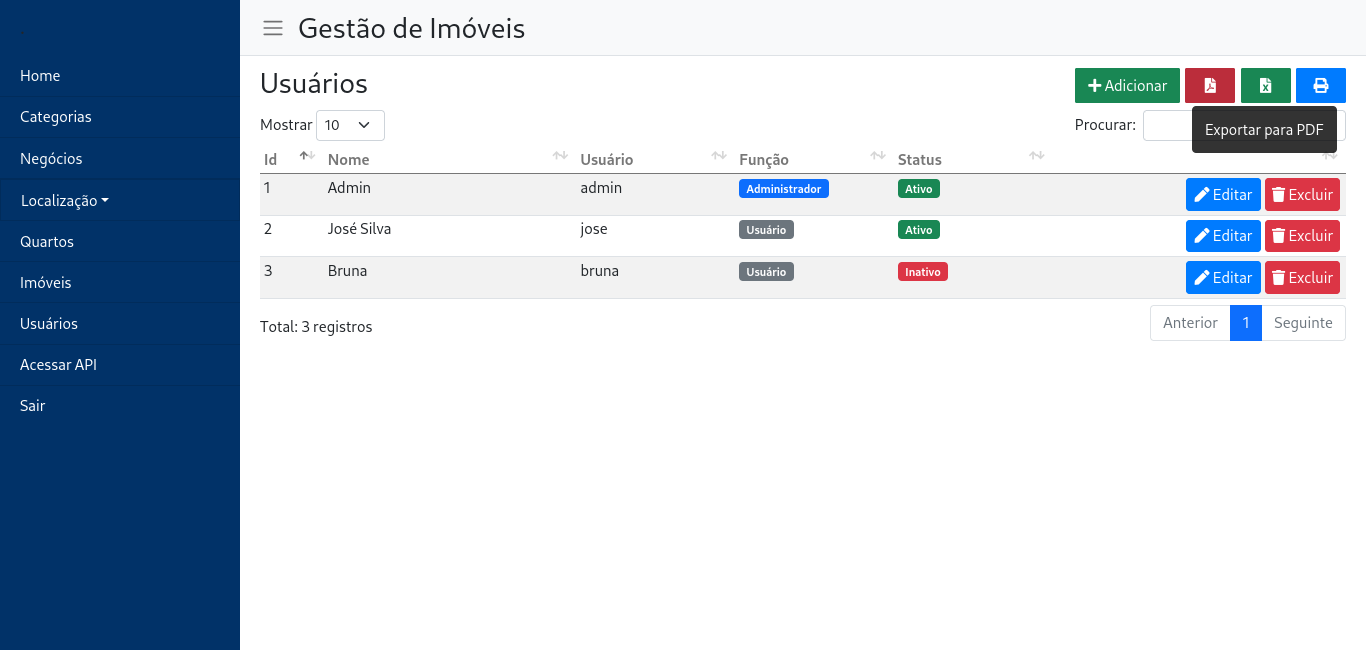 Gestão de Imóveis
Home
Categorias
Negócios
Localização
Quartos
Imóveis
Usuários
Acessar API
Sair
Usuários
Adicionar
Mostrar 10
Procurar:
Exportar para PDF
Id Nome Usuário Função Status
1 Admin admin Administrador Ativo Editar Excluir
2 José Silva jose Usuário Ativo Editar Excluir
3 Bruna bruna Usuário Inativo Editar Excluir
Total: 3 registros
Anterior 1 Seguinte